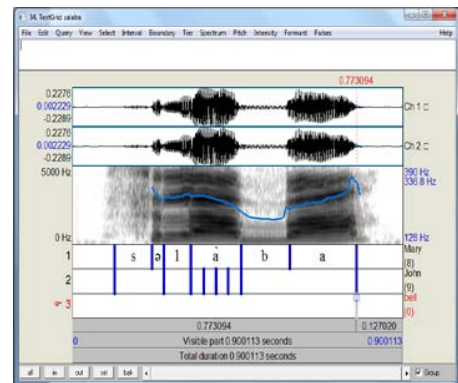 34. TextGrid salaba
File Edit Query View Select Interval Boundary Tier Spectrum Pitch Intensity Formant Pulses Help
0.773094
0.2276
0.002229
-0.2289
Ch 1
0.2276
0.002229
-0.2289
Ch 2
5000 Hz
390 Hz
336.8 Hz
0 Hz
126 Hz
1 s ə l à b a Mary
(8)
2 John
(9)
3 bell
(0)
0.773094 0.127020
0 Visible part 0.900113 seconds 0.900113
Total duration 0.900113 seconds
all in out sel bak Group